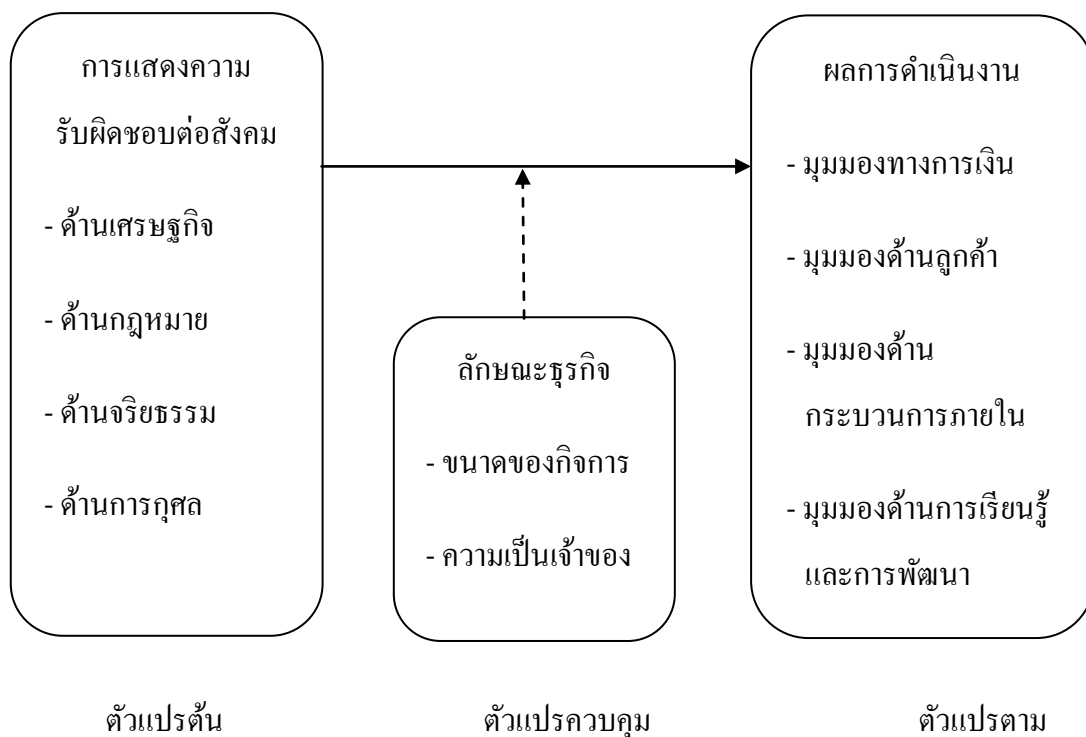 การแสดงความ
รับผิดชอบต่อสังคม
- ด้านเศรษฐกิจ
- ด้านกฎหมาย
- ด้านจริยธรรม
- ด้านการกุศล
ลักษณะธุรกิจ
- ขนาดของกิจการ
- ความเป็นเจ้าของ
ผลการดำเนินงาน
- มุมมองทางการเงิน
- มุมมองด้านลูกค้า
- มุมมองด้าน
กระบวนการภายใน
- มุมมองด้านการเรียนรู้
และการพัฒนา
ตัวแปรต้น
ตัวแปรควบคุม
ตัวแปรตาม